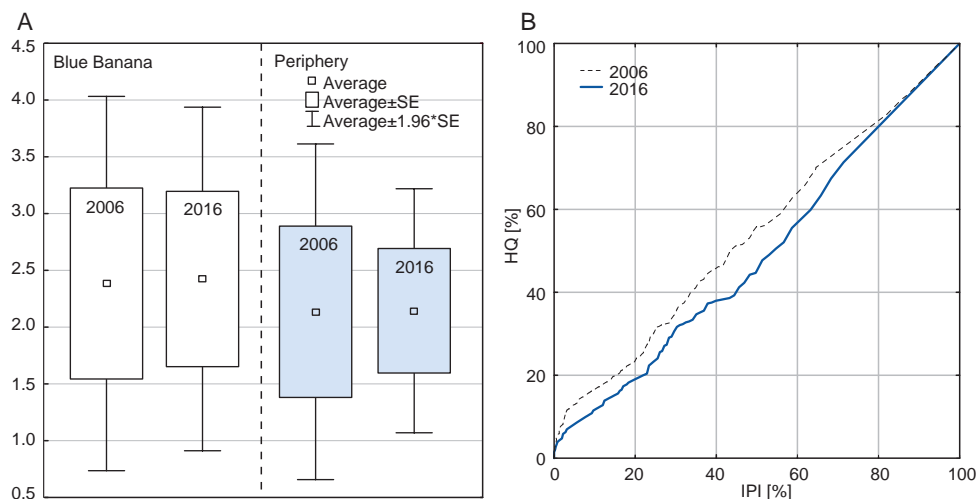 A
4.5
4.0
3.5
3.0
2.5
2.0
1.5
1.0
0.5
Blue Banana
Periphery
Average
Average±SE
Average±1.96*SE
2006
2016
2006
2016
B
HQ [%]
100
80
60
40
20
0
2006
2016
0 20 40 60 80 100
IPI [%]